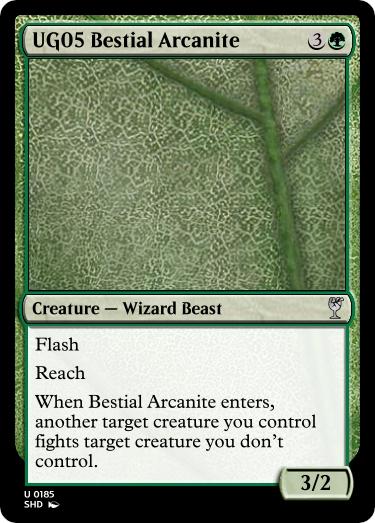 UG05 Bestial Arcanite 3
Creature — Wizard Beast
Flash
Reach
When Bestial Arcanite enters,
another target creature you control
fights target creature you don't
control.
3/2
U 0185
SHD